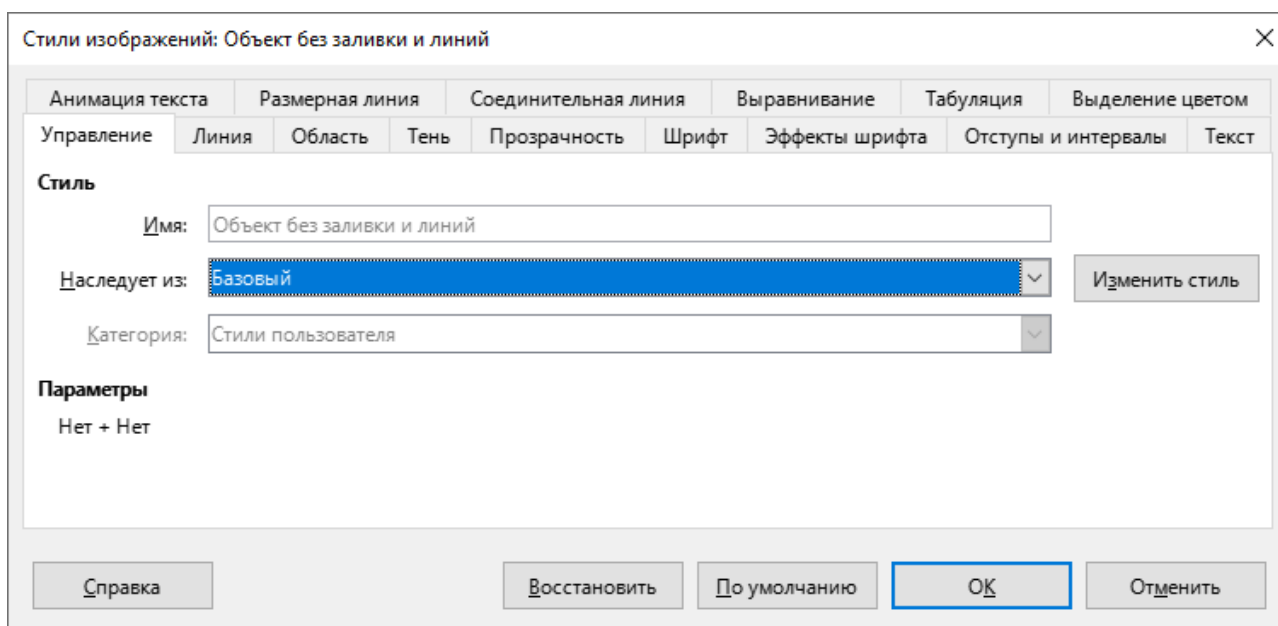 Стили изображений: Объект без заливки и линий
Анимация текста Размерная линия Соединительная линия Выравнивание Табуляция Выделение цветом
Управление Линия Область Тень Прозрачность Шрифт Эффекты шрифта Отступы и интервалы Текст
Стиль
Имя: Объект без заливки и линий
Наследует из: Базовый Изменить стиль
Категория: Стили пользователя
Параметры
Нет + Нет
Справка Восстановить По умолчанию ОК Отменить